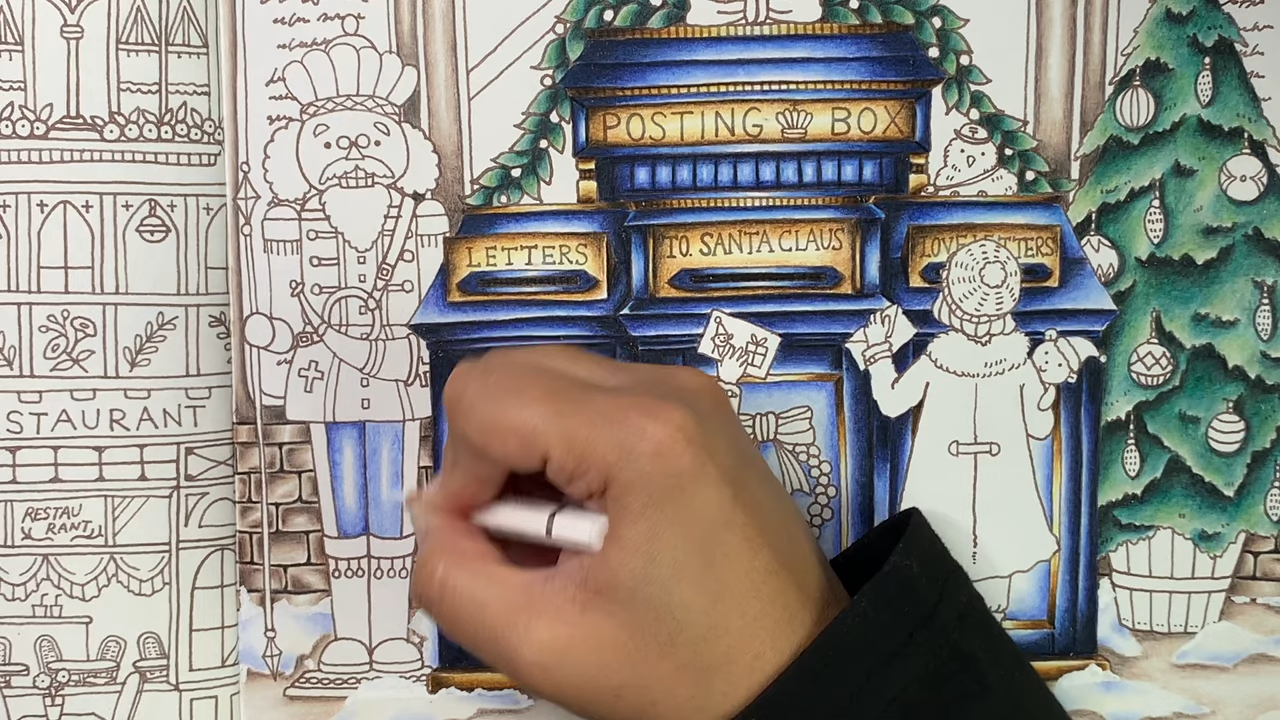 POSTING BOX
LETTERS
TO. SANTA CLAUS
LOVE LETTERS
STAURANT
RESTAU
RANT